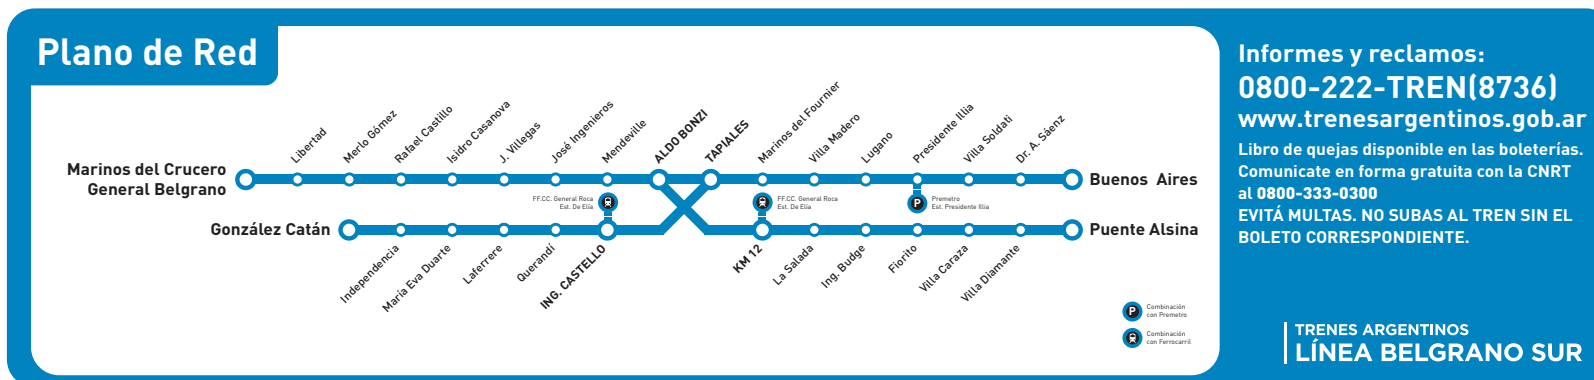 Plano de Red
Libertad
Merlo Gómez
Rafael Castillo
Isidro Casanova
J. Villegas
José Ingenieros
Mendeville
ALDO BONZI
TAPIALES
Marinos del Fournier
Villa Madero
Lugano
Presidente Illia
Villa Soldati
Dr. A. Sáenz
Marinos del Crucero
General Belgrano
Buenos Aires
FF.CC. General Roca
Est. De Elía
FF.CC. General Roca
Est. De Elía
P
Premetro
Est. Presidente Illia
González Catán
Puente Alsina
Independencia
María Eva Duarte
Laferrere
Querandí
ING. CASTELLO
KM 12
La Salada
Ing. Budge
Fiorito
Villa Caraza
Villa Diamante
P
Combinación
con Premetro
Combinación
con Ferrocarril
Informes y reclamos:
0800-222-TREN(8736)
www.trenesargentinos.gob.ar
Libro de quejas disponible en las boleterías.
Comunicate en forma gratuita con la CNRT
al 0800-333-0300
EVITÁ MULTAS. NO SUBAS AL TREN SIN EL
BOLETO CORRESPONDIENTE.
TRENES ARGENTINOS
LÍNEA BELGRANO SUR